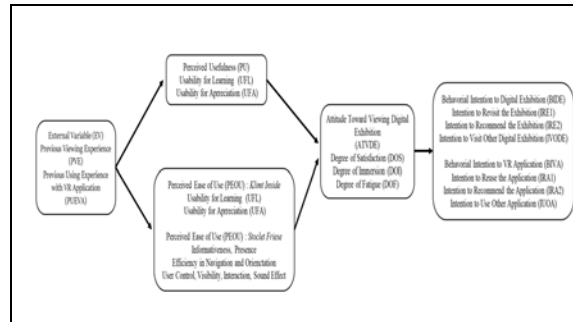 External Variable (EV)
Previous Viewing Experience
(PVE)
Previous Using Experience
with VR Application
(PUEVA)
Perceived Usefulness (PU)
Usability for Learning (UFL)
Usability for Apreciation (UFA)
Perceived Ease of Use (PEOU) : Klimt Inside
Usability for Learning (UFL)
Usability for Apreciation (UFA)
Perceived Ease of Use (PEOU) : Stoclet Friese
Informativeness, Presence
Efficiency in Navigation and Orienctation
User Control, Visibility, Interaction, Sound Effect
Attitude Toward Viewing Digital
Exhibition
(ATVDE)
Degree of Satisfaction (DOS)
Degree of Immersion (DOI)
Degree of Fatigue (DOF)
Behavorial Intention to Digital Exhibition (BIDE)
Intention to Revisit the Exhibition (IRE1)
Intention to Recommend the Exhibition (IRE2)
Intention to Visit Other Digital Exhibition (IVODE)
Behavorial Intention to VR Application (BIVA)
Intention to Reuse the Application (IRA1)
Intention to Recommend the Application (IRA2)
Intention to Use Other Application (IUOA)